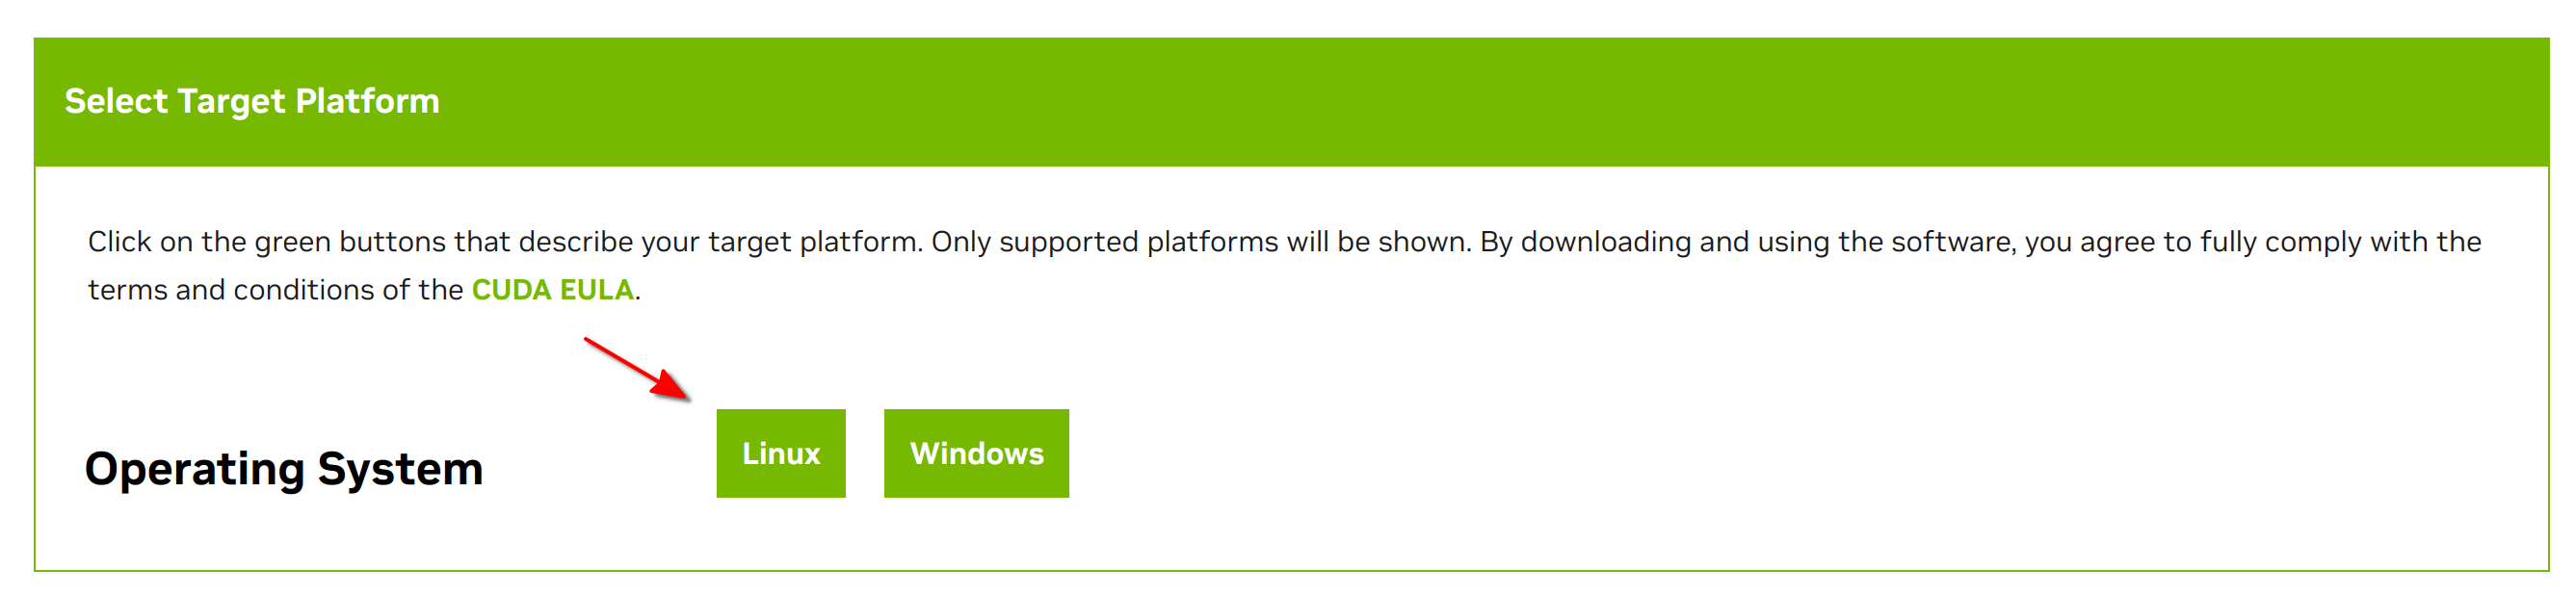 Select Target Platform
Click on the green buttons that describe your target platform. Only supported platforms will be shown. By downloading and using the software, you agree to fully comply with the
terms and conditions of the CUDA EULA.
Operating System
Linux
Windows